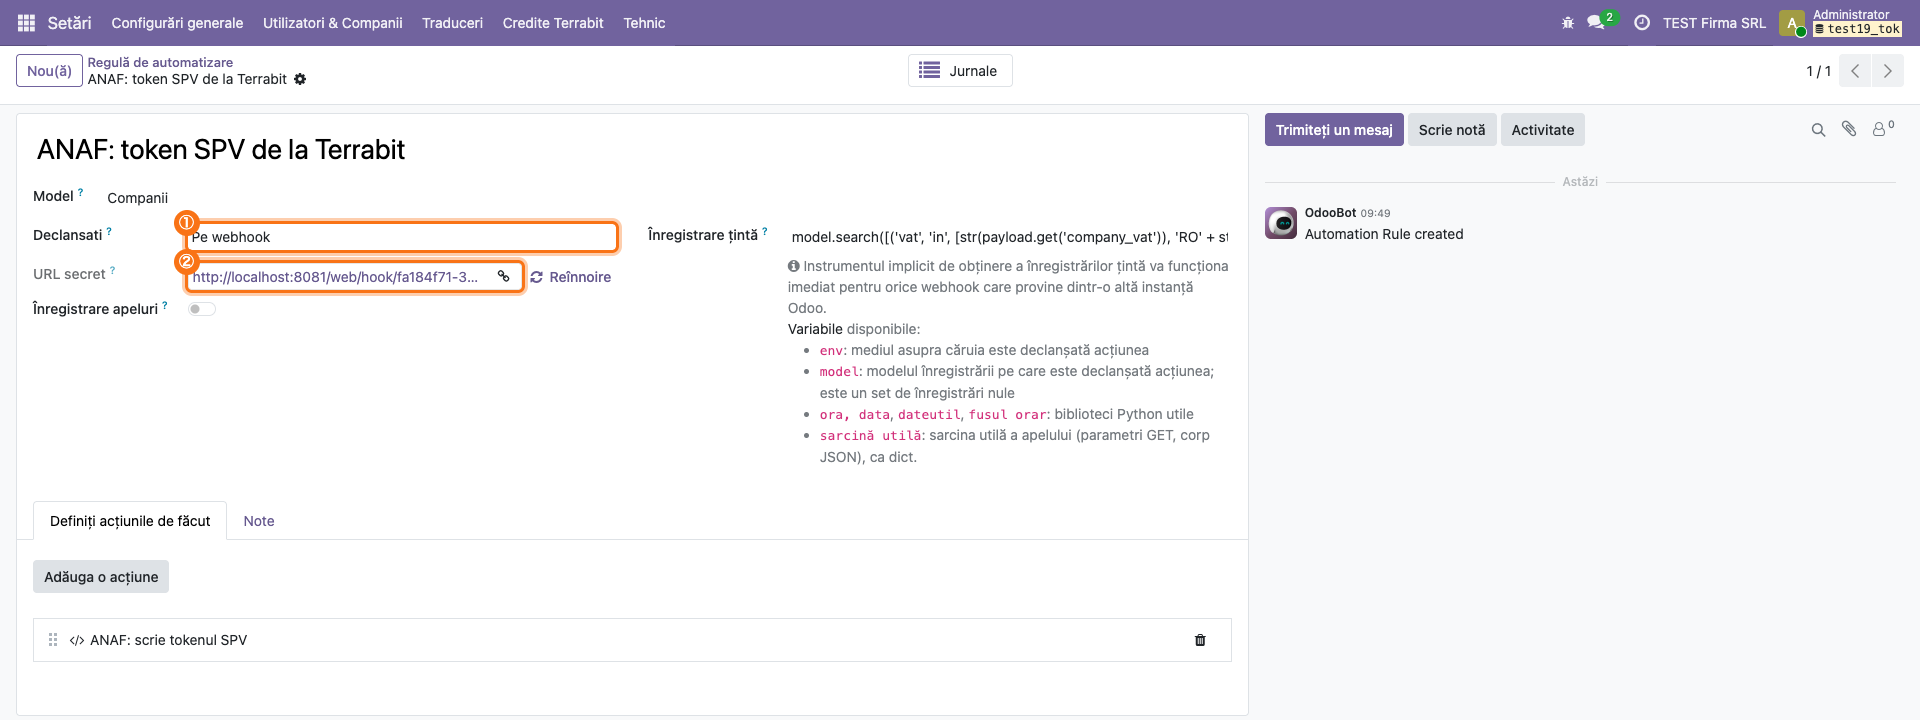 Setări Configurări generale Utilizatori & Companii Traduceri Credite Terrabit Tehnic 2 TEST Firma SRL A Administrator
test19_tok
Nou(ă) Regulă de automatizare
ANAF: token SPV de la Terrabit
Jurnale
1 / 1
ANAF: token SPV de la Terrabit
Model ? Companii
Declansati ? ① Pe webhook
URL secret ? ② http://localhost:8081/web/hook/fa184f71-3... Reînnoire
Înregistrare apeluri ?
Înregistrare țintă ? model.search([('vat', 'in', [str(payload.get('company_vat')), 'RO' + st
Instrumentul implicit de obținere a înregistrărilor țintă va funcționa
imediat pentru orice webhook care provine dintr-o altă instanță
Odoo.
Variabile disponibile:
env: mediul asupra căruia este declanșată acțiunea
model: modelul înregistrării pe care este declanșată acțiunea;
este un set de înregistrări nule
ora, data, dateutil, fusul orar: biblioteci Python utile
sarcină utilă: sarcina utilă a apelului (parametri GET, corp
JSON), ca dict.
Definiți acțiunile de făcut Note
Adăuga o acțiune
</> ANAF: scrie tokenul SPV
Trimiteți un mesaj Scrie notă Activitate 0
Astăzi
OdooBot 09:49
Automation Rule created